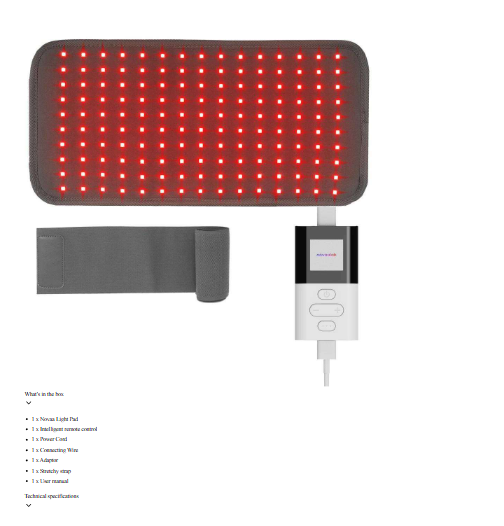 What's in the box
1 x Novaa Light Pad
1 x Intelligent remote control
1 x Power Cord
1 x Connecting Wire
1 x Adaptor
1 x Stretchy strap
1 x User manual
Technical specifications